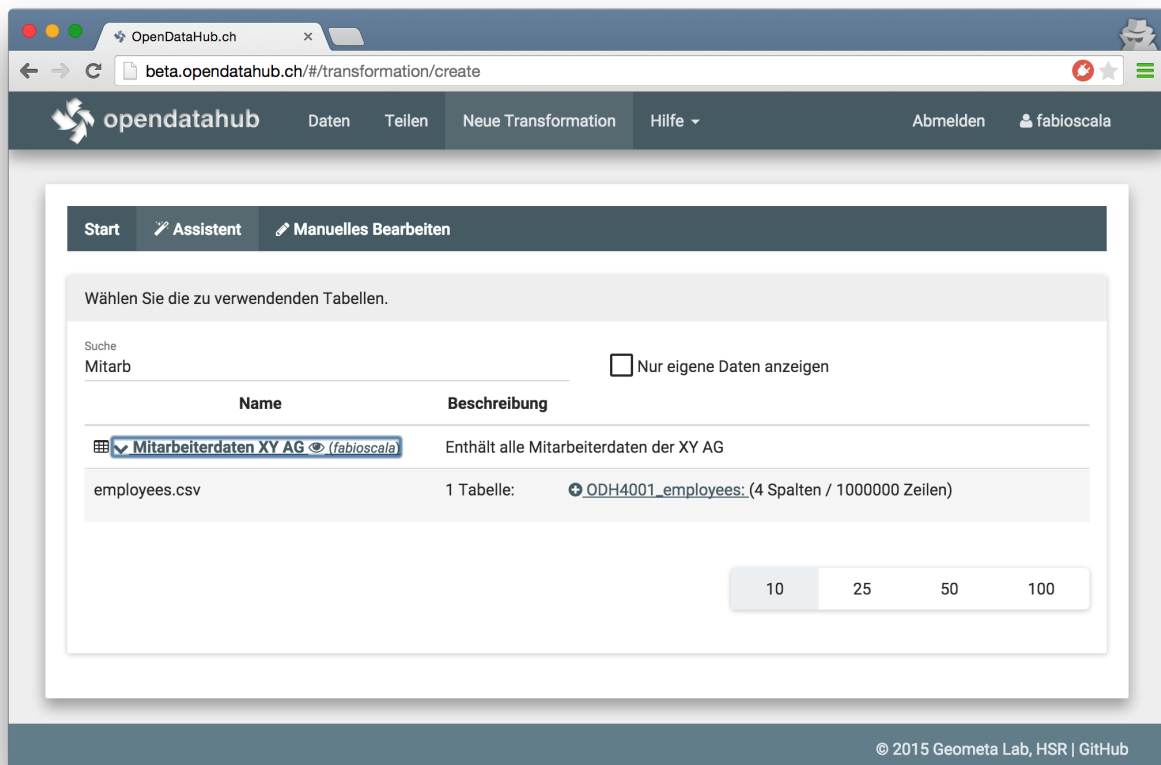 OpenDataHub.ch
beta.opendatahub.ch/#/transformation/create
opendatahub Daten Teilen Neue Transformation Hilfe Abmelden fabioscala
Start Assistent Manuelles Bearbeiten
Wählen Sie die zu verwendenden Tabellen.
Suche
Mitarb
Nur eigene Daten anzeigen
Name Beschreibung
Mitarbeiterdaten XY AG (fabioscala) Enthält alle Mitarbeiterdaten der XY AG
employees.csv 1 Tabelle: ODH4001_employees: (4 Spalten / 1000000 Zeilen)
10 25 50 100
© 2015 Geometa Lab, HSR | GitHub